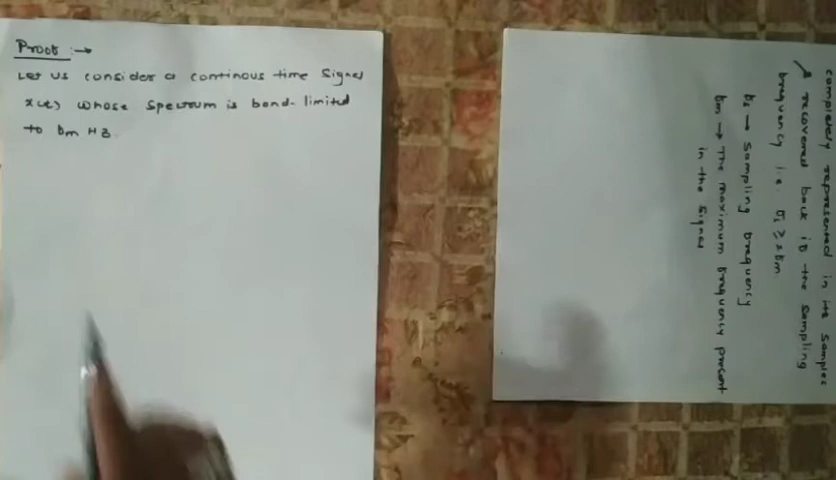 Proof :→
Let us consider a continous time signal
x(t) whose spectrum is band-limited
to fm Hz.
completely represented in its samples
& recovered back if the sampling
frequency i.e. fs ≥ 2fm
fs → Sampling frequency
fm → The maximum frequency present
in the signal